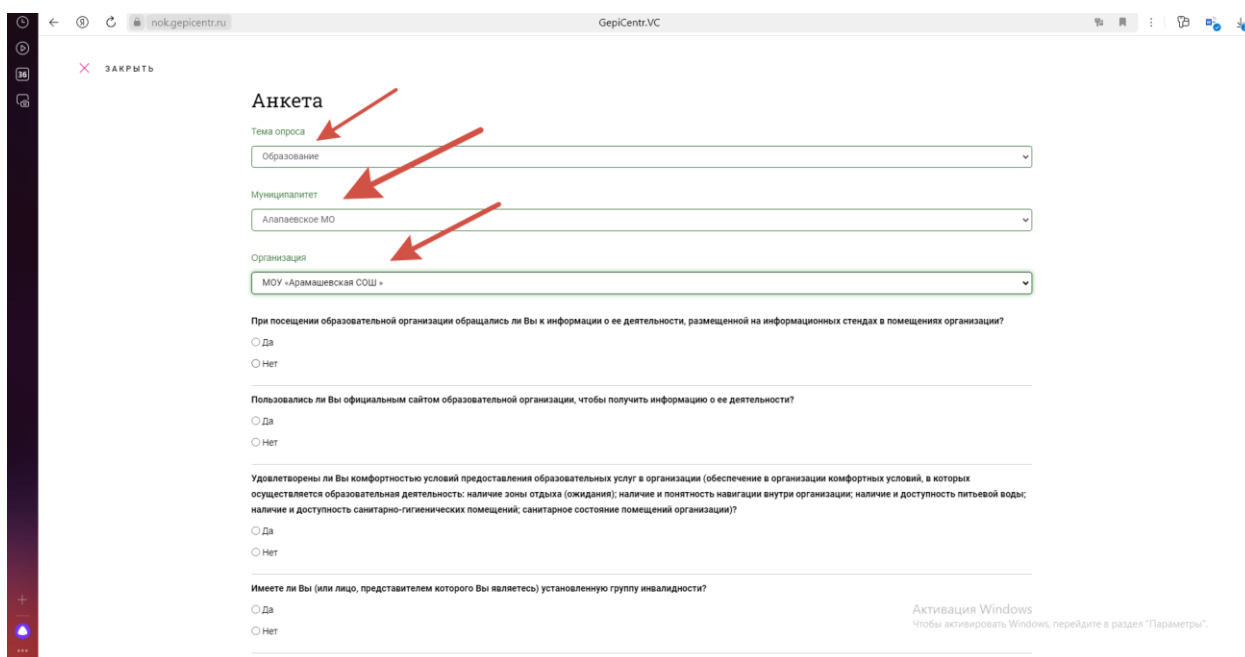 nok.gepicentr.ru
GepiCentr.VC
36
ЗАКРЫТЬ
Анкета
Тема опроса
Образование
Муниципалитет
Алапаевское МО
Организация
МОУ «Арамашевская СОШ »
При посещении образовательной организации обращались ли Вы к информации о ее деятельности, размещенной на информационных стендах в помещениях организации?
Да
Нет
Пользовались ли Вы официальным сайтом образовательной организации, чтобы получить информацию о ее деятельности?
Да
Нет
Удовлетворены ли Вы комфортностью условий предоставления образовательных услуг в организации (обеспечение в организации комфортных условий, в которых
осуществляется образовательная деятельность: наличие зоны отдыха (ожидания); наличие и понятность навигации внутри организации; наличие и доступность питьевой воды;
наличие и доступность санитарно-гигиенических помещений; санитарное состояние помещений организации)?
Да
Нет
Имеете ли Вы (или лицо, представителем которого Вы являетесь) установленную группу инвалидности?
Да
Нет
Активация Windows
Чтобы активировать Windows, перейдите в раздел "Параметры".